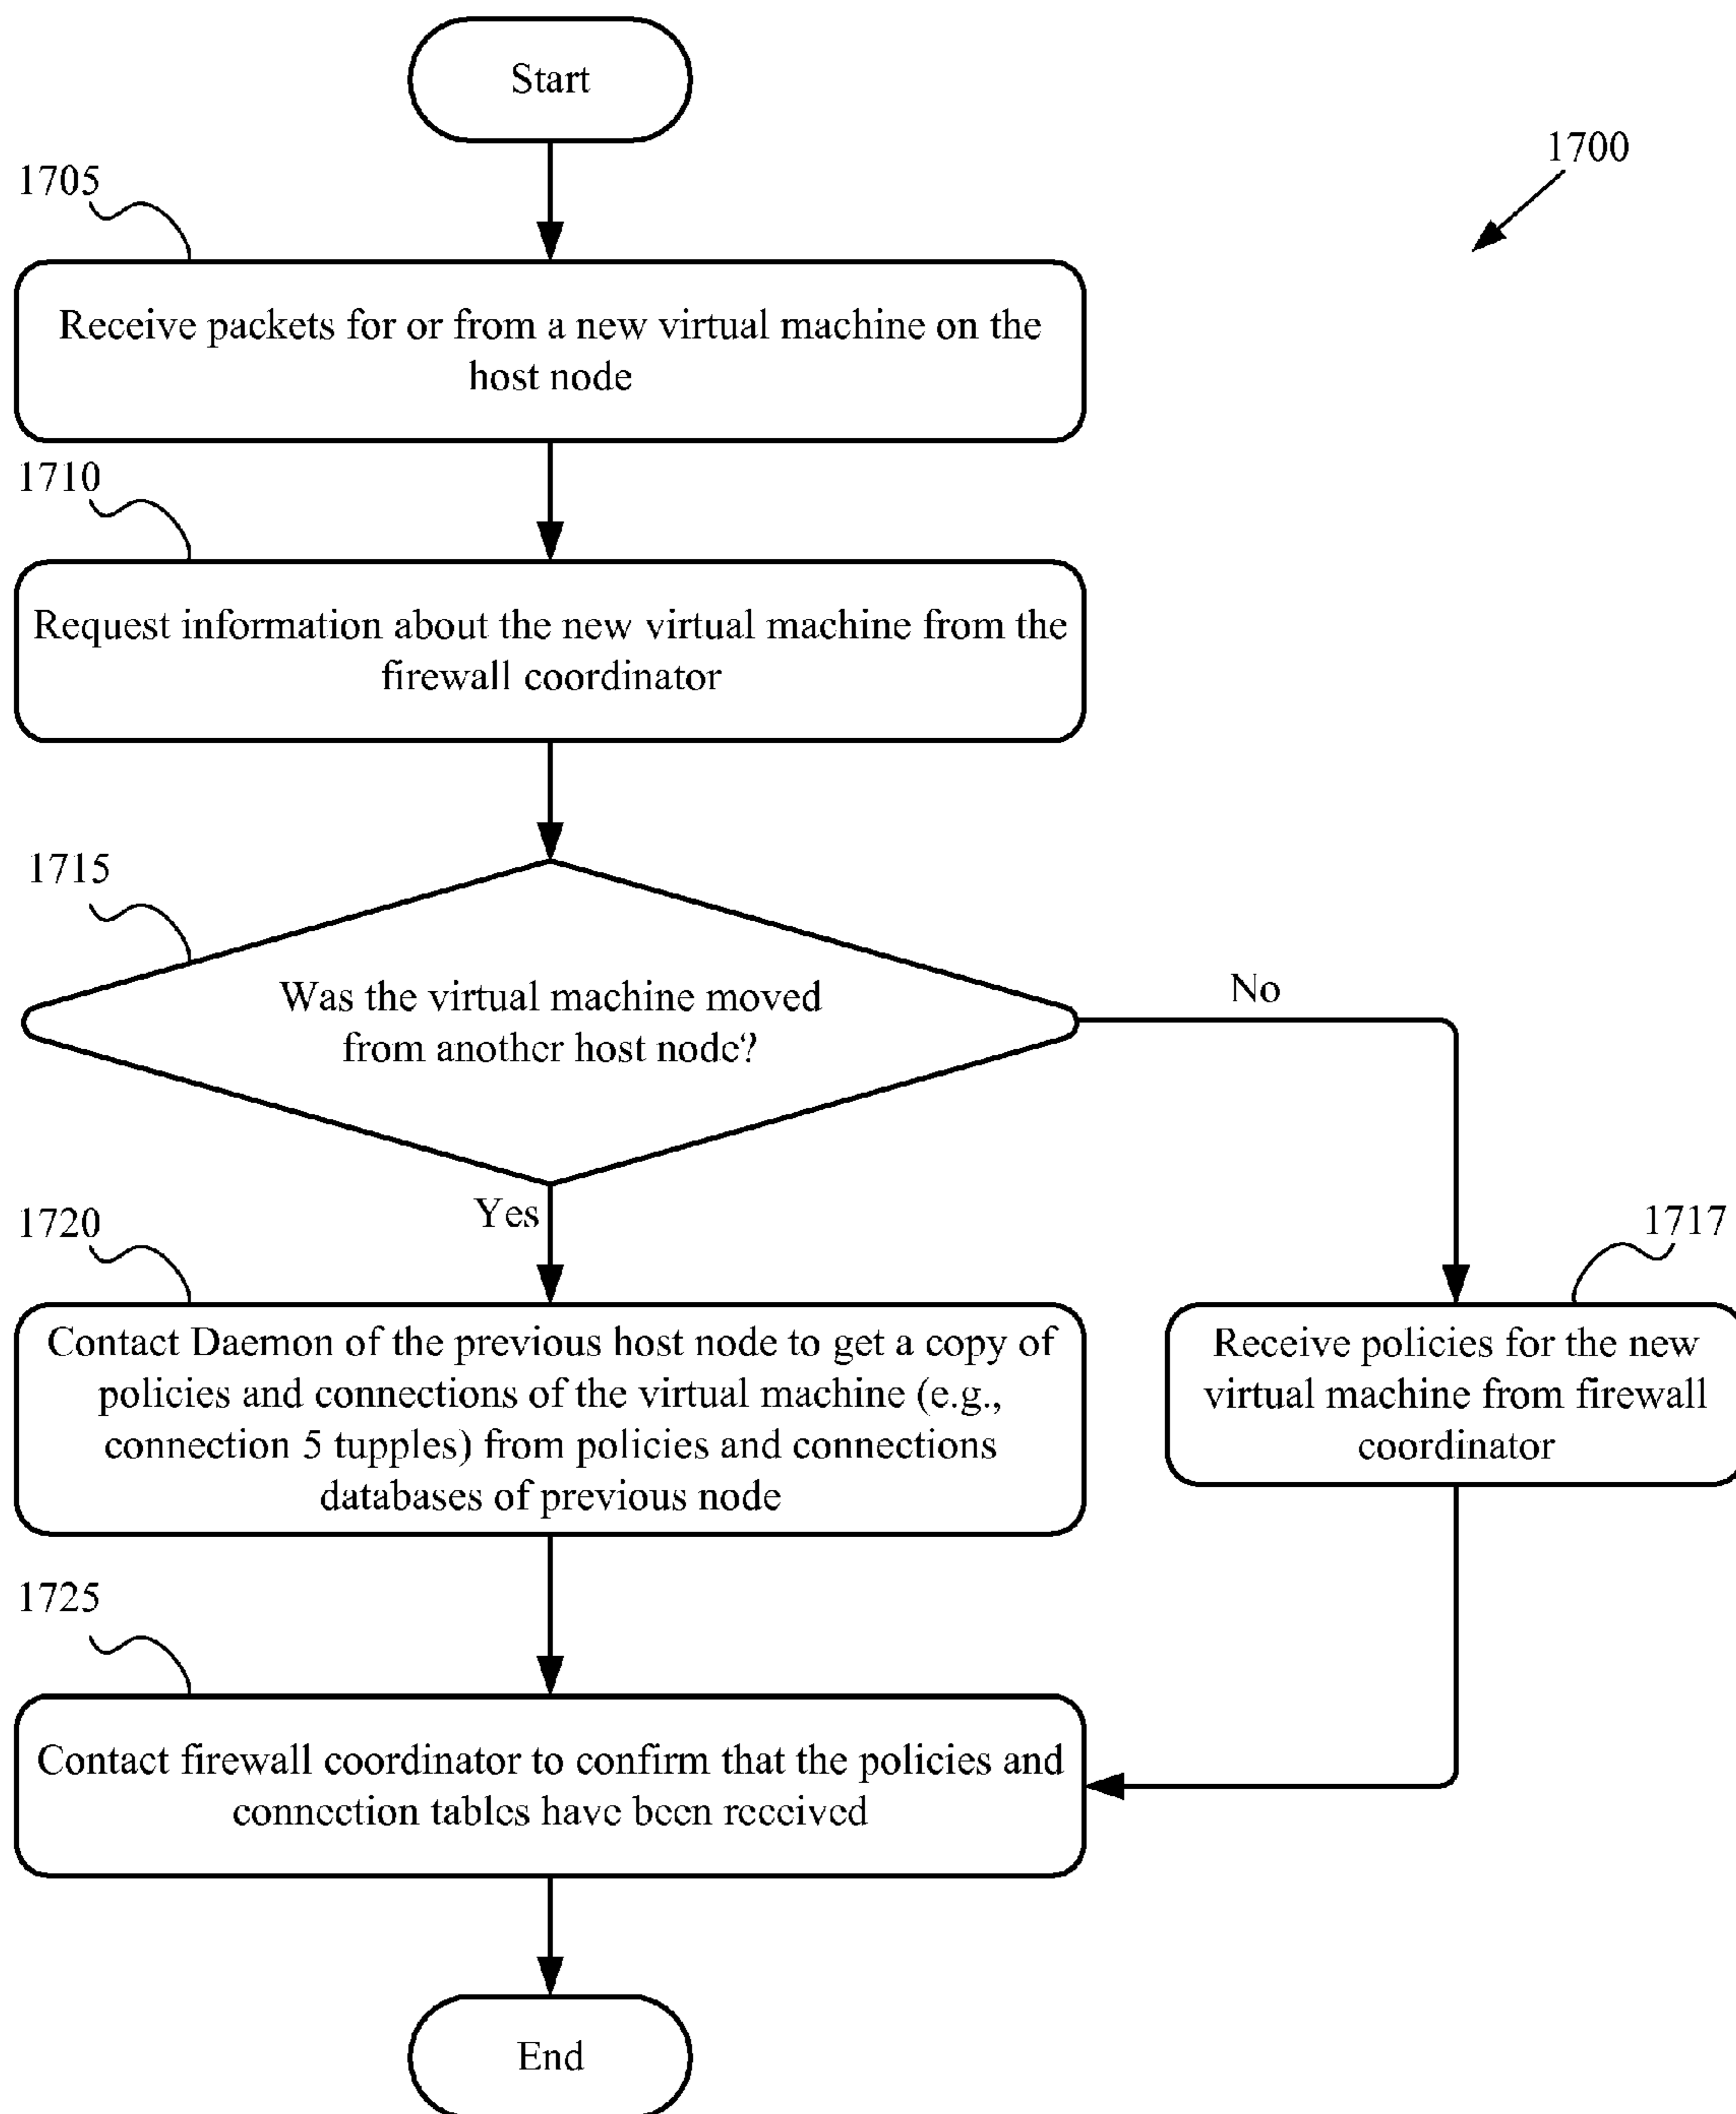 Start
1700
1705
Receive packets for or from a new virtual machine on the
host node
1710
Request information about the new virtual machine from the
firewall coordinator
1715
Was the virtual machine moved
from another host node?
No
Yes
1720
Contact Daemon of the previous host node to get a copy of
policies and connections of the virtual machine (e.g.,
connection 5 tupples) from policies and connections
databases of previous node
1717
Receive policies for the new
virtual machine from firewall
coordinator
1725
Contact firewall coordinator to confirm that the policies and
connection tables have been received
End